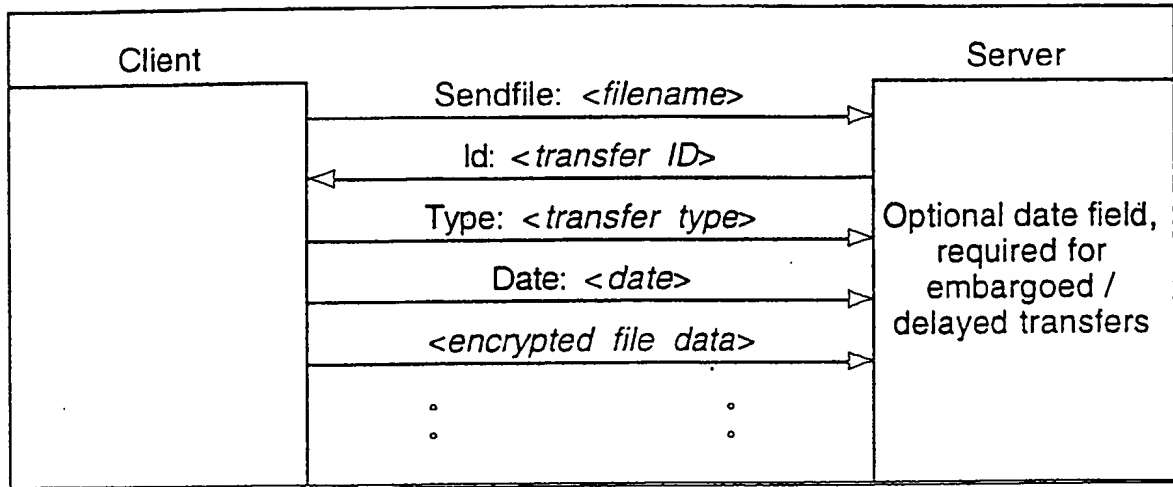 Client
Server
Sendfile: <filename>
Id: <transfer ID>
Type: <transfer type>
Date: <date>
<encrypted file data>
Optional date field,
required for
embargoed /
delayed transfers